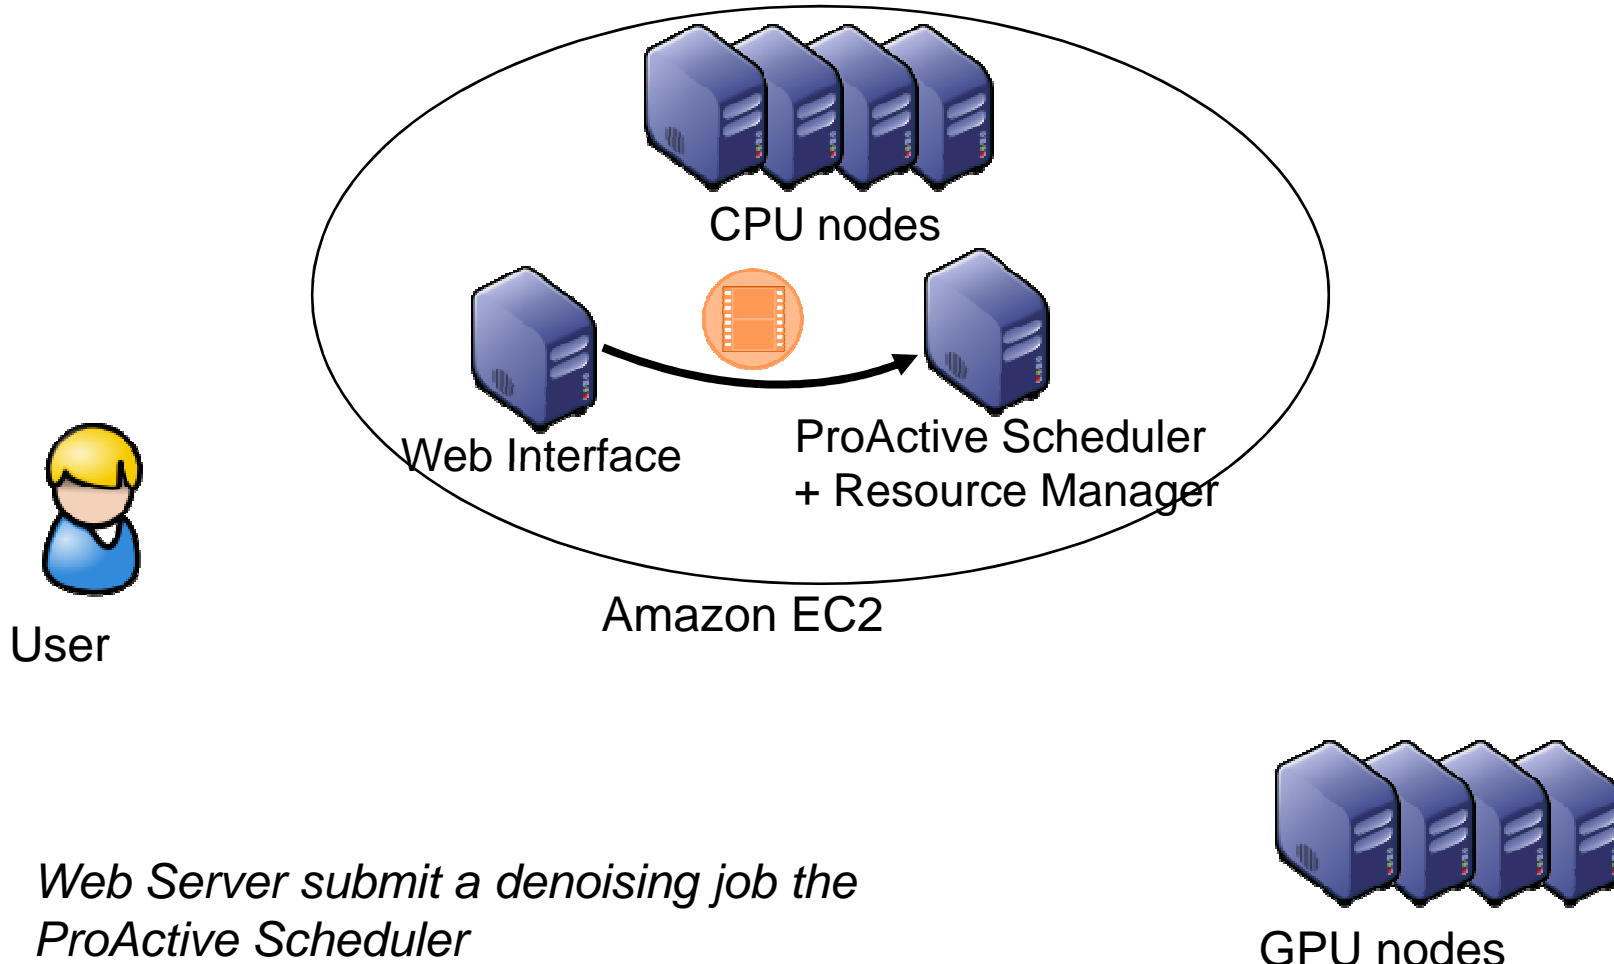 CPU nodes
Web Interface
ProActive Scheduler
+ Resource Manager
Amazon EC2
User
Web Server submit a denoising job the
ProActive Scheduler
GPU nodes